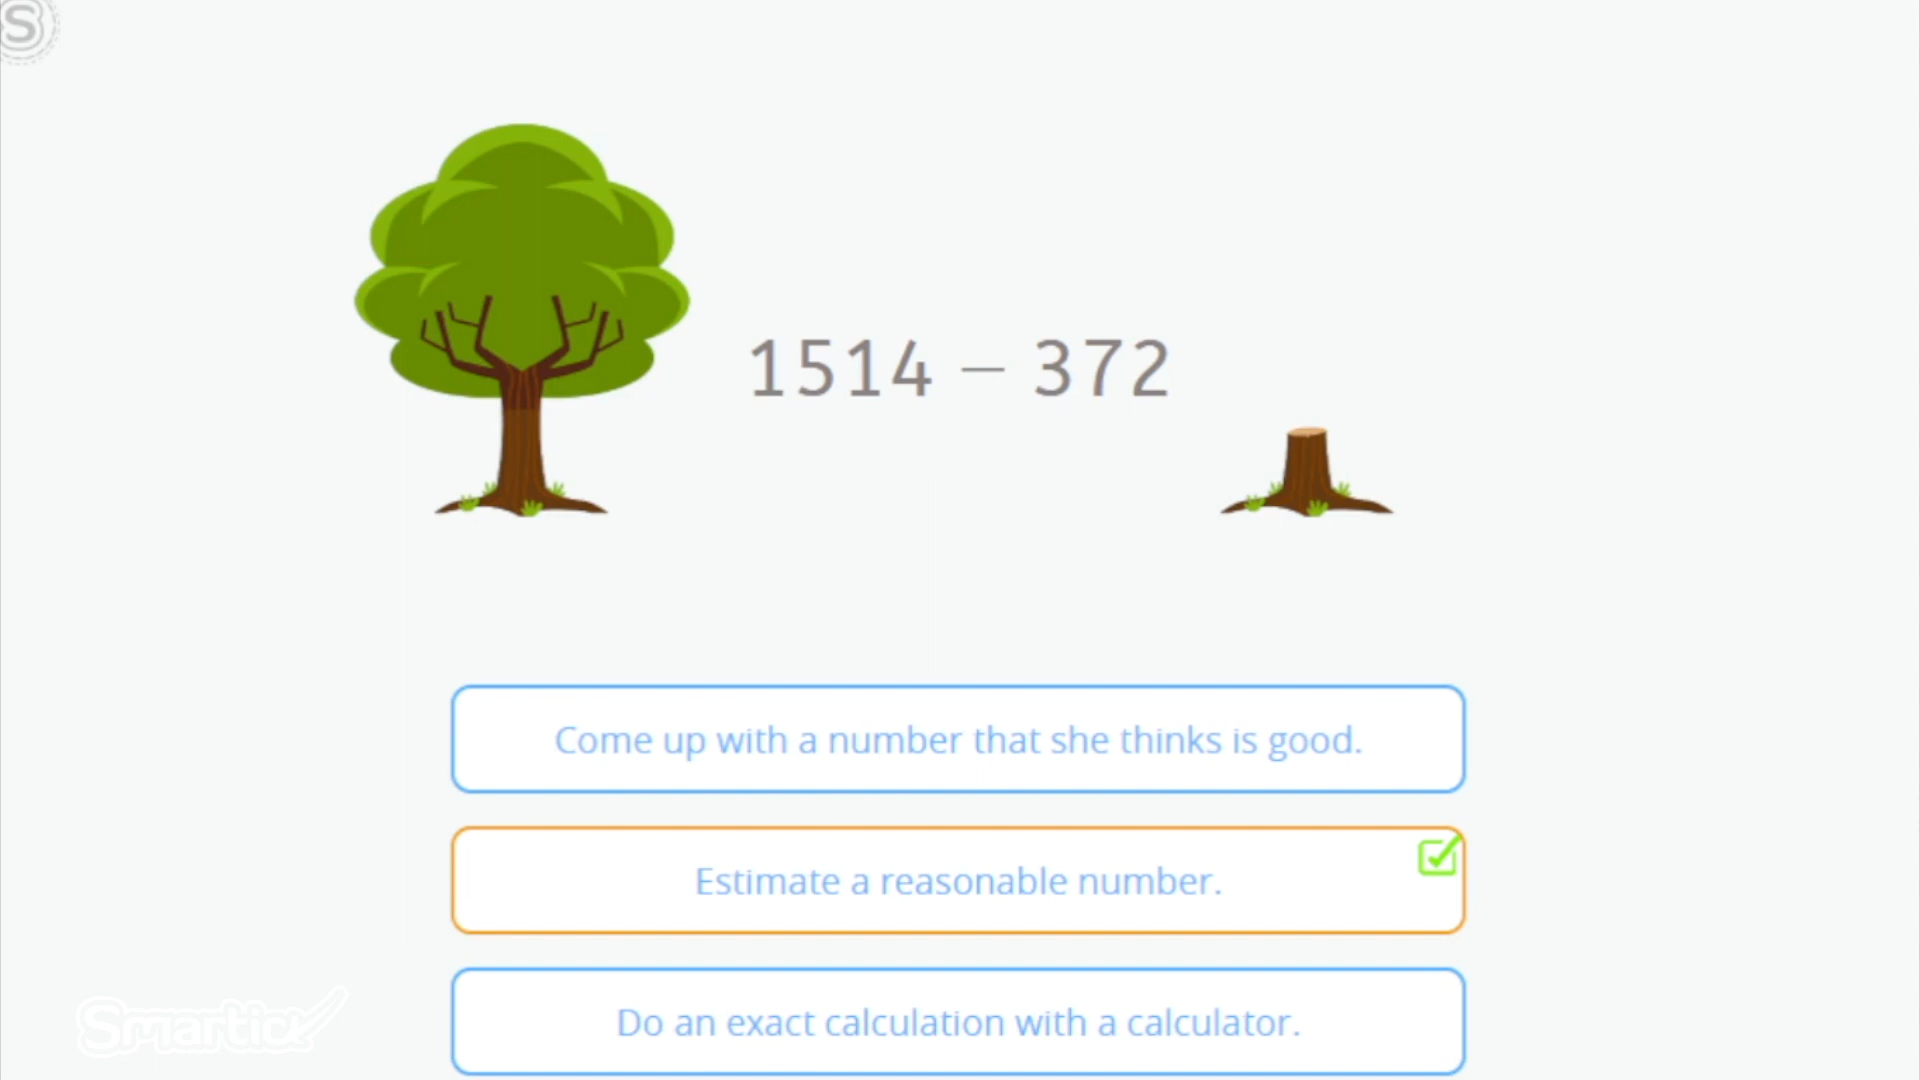 S
1514 – 372
Come up with a number that she thinks is good.
Estimate a reasonable number.
Do an exact calculation with a calculator.
Smartick